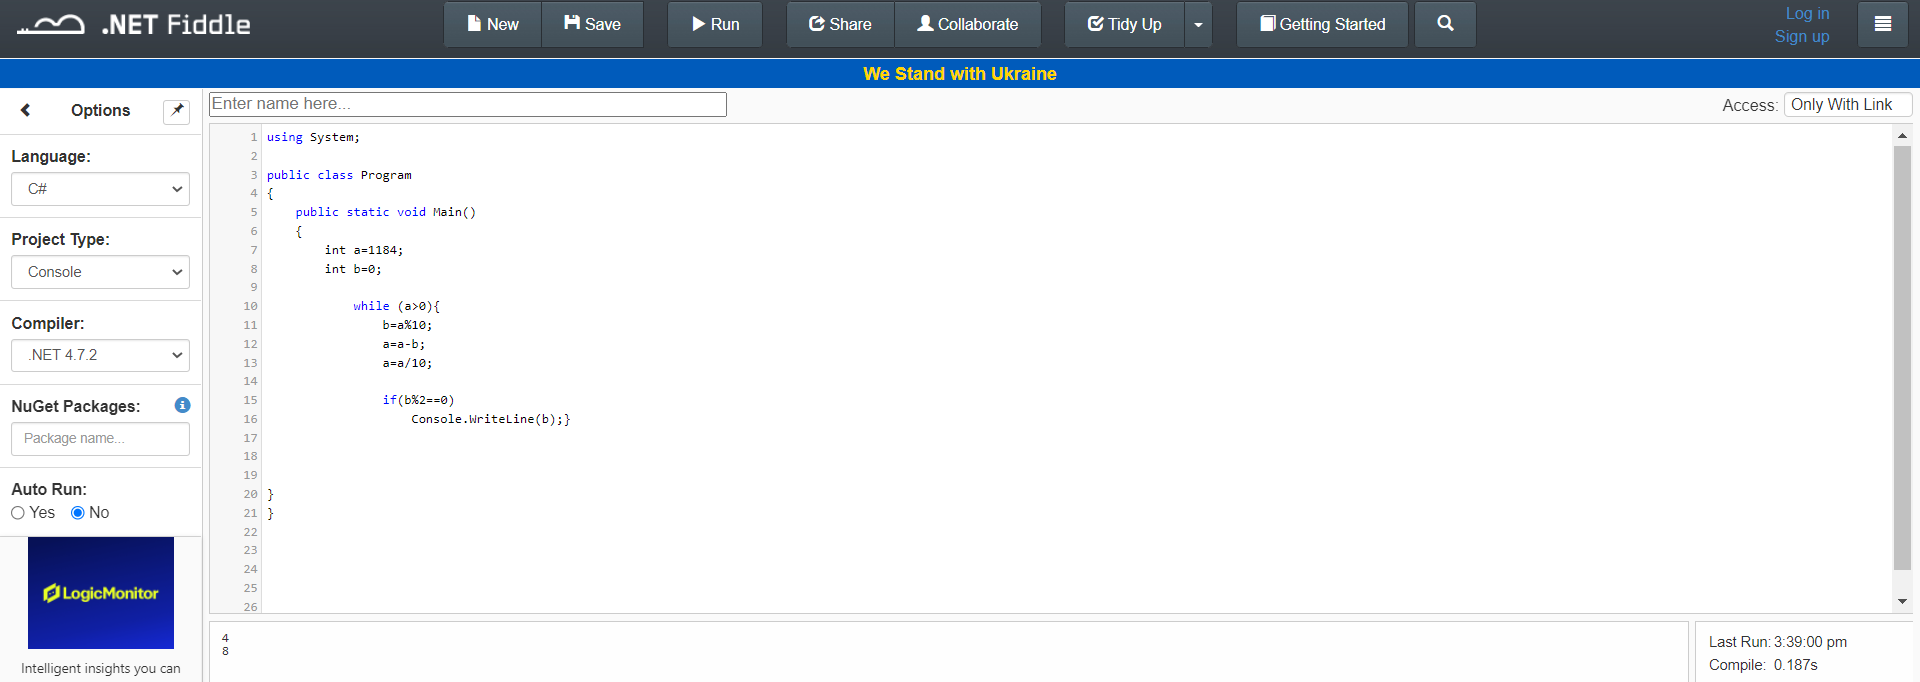 .NET Fiddle
New
Save
Run
Share
Collaborate
Tidy Up
Getting Started
Log in
Sign up
We Stand with Ukraine
Options
Enter name here...
Access: Only With Link
Language:
C#
Project Type:
Console
Compiler:
.NET 4.7.2
NuGet Packages:
Package name...
Auto Run:
Yes No
LogicMonitor
Intelligent insights you can
1 using System;
2
3 public class Program
4 {
5 public static void Main()
6 {
7 int a=1184;
8 int b=0;
9
10 while (a>0){
11 b=a%10;
12 a=a-b;
13 a=a/10;
14
15 if(b%2==0)
16 Console.WriteLine(b);}
17
18
19
20 }
21 }
22
23
24
25
26
4
8
Last Run: 3:39:00 pm
Compile: 0.187s